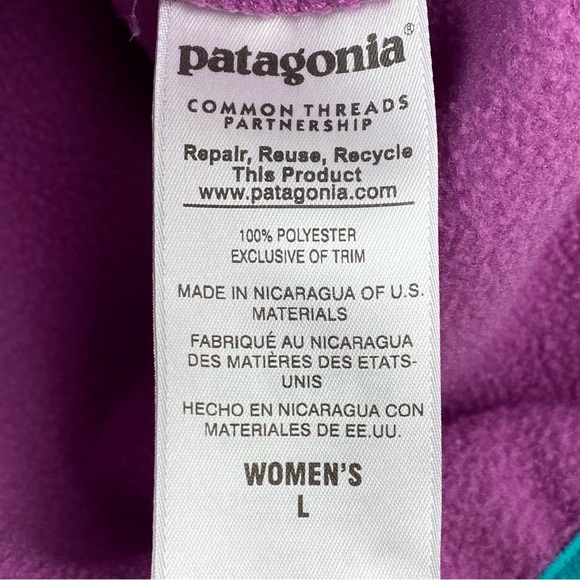 patagonia®
COMMON THREADS
PARTNERSHIP
Repair, Reuse, Recycle
This Product
www.patagonia.com
100% POLYESTER
EXCLUSIVE OF TRIM
MADE IN NICARAGUA OF U.S.
MATERIALS
FABRIQUÉ AU NICARAGUA
DES MATIÈRES DES ETATS-
UNIS
HECHO EN NICARAGUA CON
MATERIALES DE EE.UU.
WOMEN'S
L